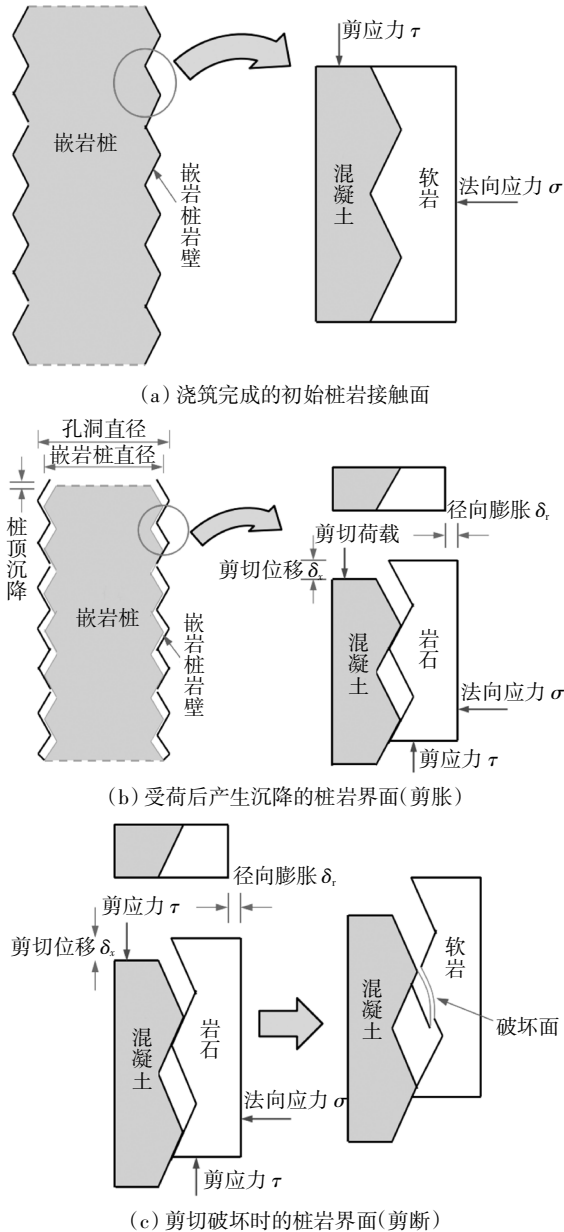 剪应力 τ
嵌岩桩
嵌岩桩岩壁
混凝土
软岩
法向应力 σ
(a) 浇筑完成的初始桩岩接触面
孔洞直径
嵌岩桩直径
桩顶沉降
嵌岩桩
嵌岩桩岩壁
径向膨胀 δr
剪切荷载
剪切位移 δx
混凝土
岩石
法向应力 σ
剪应力 τ
(b) 受荷后产生沉降的桩岩界面(剪胀)
径向膨胀 δr
剪应力 τ
剪切位移 δx
混凝土
岩石
法向应力 σ
剪应力 τ
混凝土
软岩
破坏面
(c) 剪切破坏时的桩岩界面(剪断)